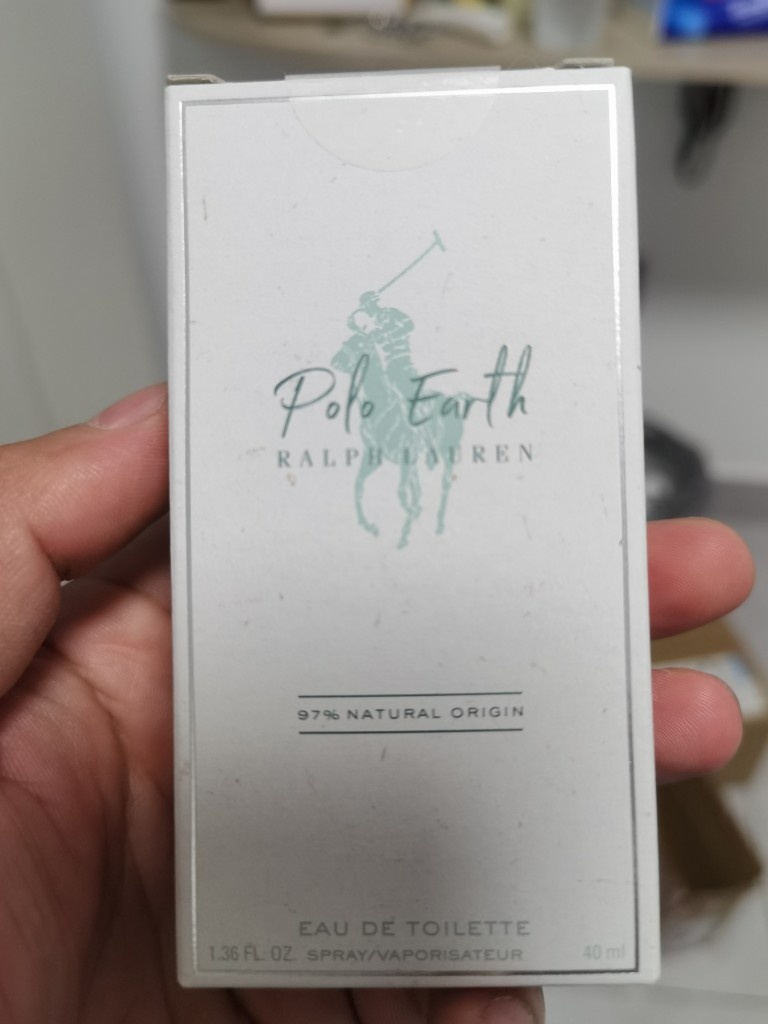 Polo Earth
RALPH LAUREN
97% NATURAL ORIGIN
EAU DE TOILETTE
1.36 FL. OZ. SPRAY/VAPORISATEUR 40 ml